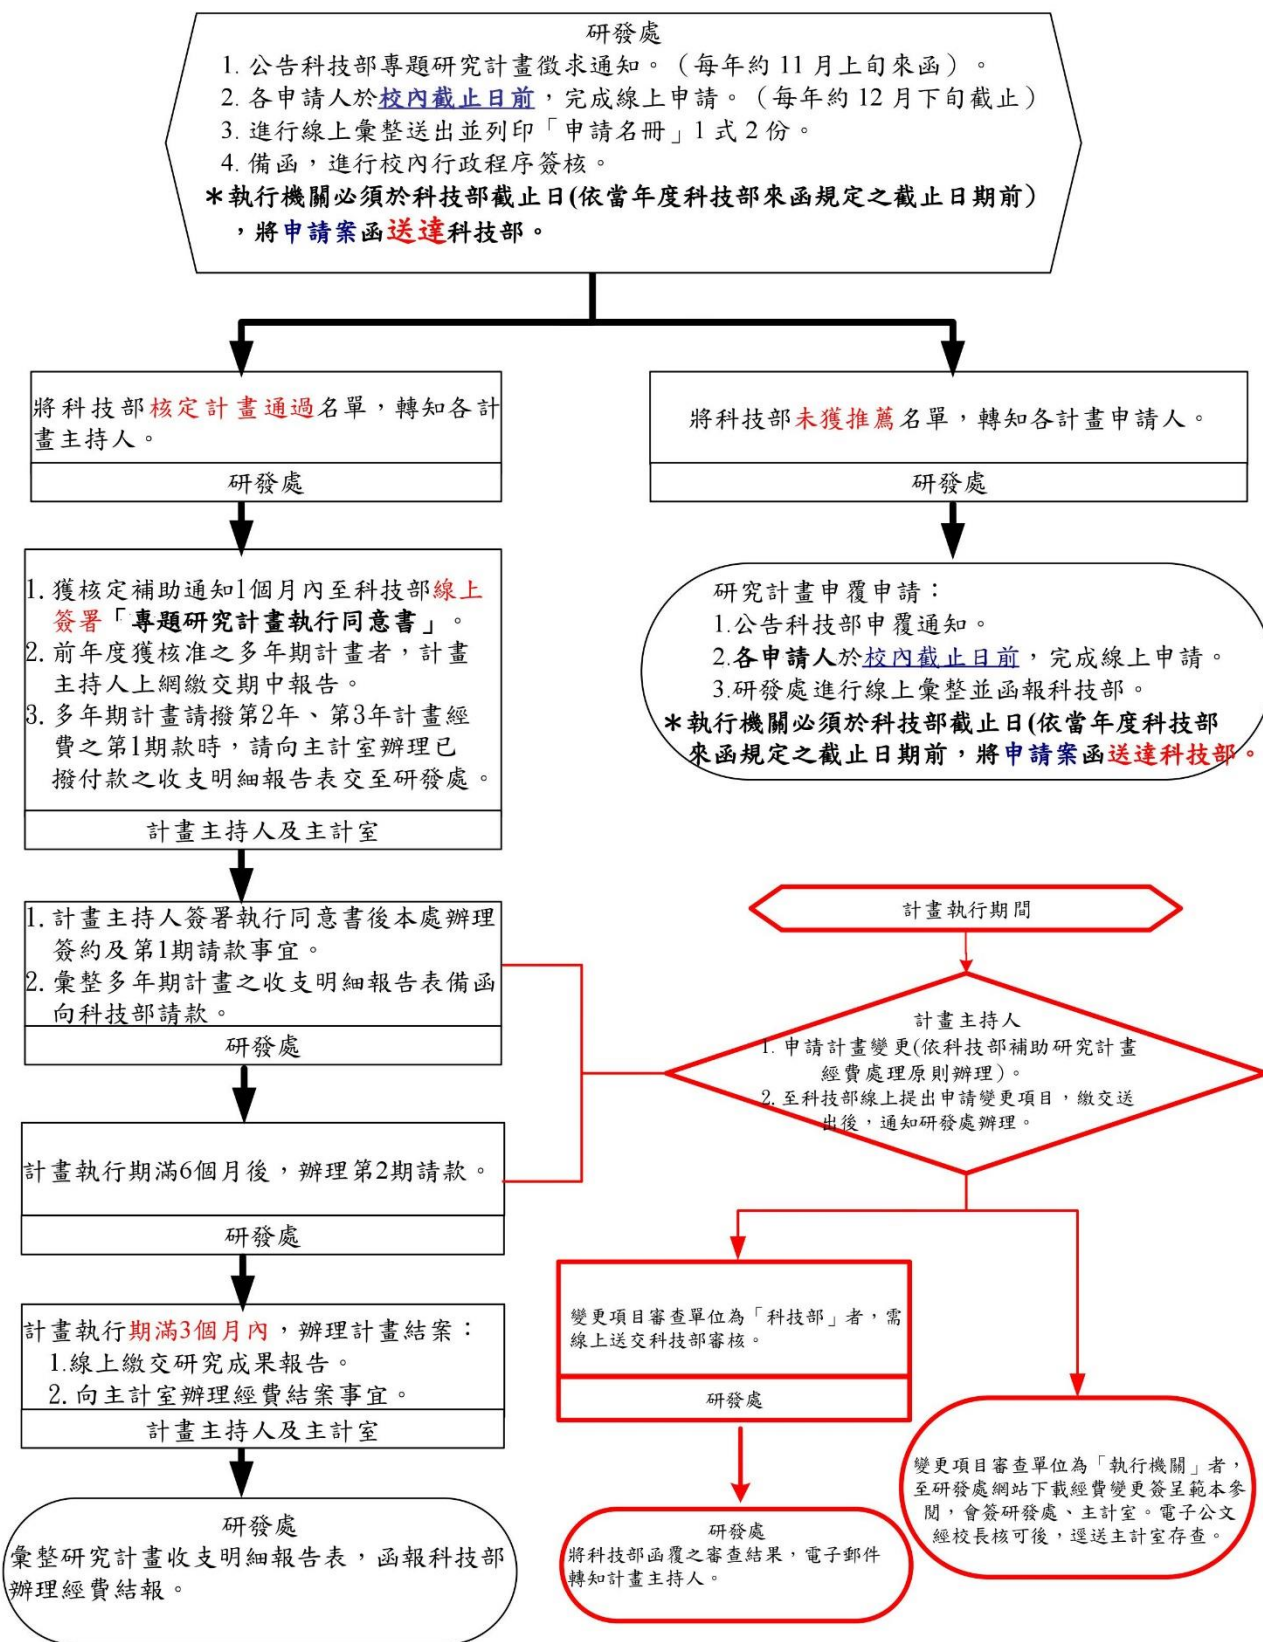 研發處
1. 公告科技部專題研究計畫徵求通知。（每年約 11 月上旬來函）。
2. 各申請人於校內截止日前，完成線上申請。（每年約 12 月下旬截止）
3. 進行線上彙整送出並列印「申請名冊」1 式 2 份。
4. 備函，進行校內行政程序簽核。
＊執行機關必須於科技部截止日(依當年度科技部來函規定之截止日期前)
，將申請案函送達科技部。
將科技部核定計畫通過名單，轉知各計
畫主持人。
研發處
1. 獲核定補助通知1個月內至科技部線上
簽署「專題研究計畫執行同意書」。
2. 前年度獲核准之多年期計畫者，計畫
主持人上網繳交期中報告。
3. 多年期計畫請撥第2年、第3年計畫經
費之第1期款時，請向主計室辦理已
撥付款之收支明細報告表交至研發處。
計畫主持人及主計室
1. 計畫主持人簽署執行同意書後本處辦理
簽約及第1期請款事宜。
2. 彙整多年期計畫之收支明細報告表備函
向科技部請款。
研發處
計畫執行期滿6個月後，辦理第2期請款。
研發處
計畫執行期滿3個月內，辦理計畫結案：
1.線上繳交研究成果報告。
2. 向主計室辦理經費結案事宜。
計畫主持人及主計室
研發處
彙整研究計畫收支明細報告表，函報科技部
辦理經費結報。
將科技部未獲推薦名單，轉知各計畫申請人。
研發處
研究計畫申覆申請：
1.公告科技部申覆通知。
2.各申請人於校內截止日前，完成線上申請。
3.研發處進行線上彙整並函報科技部。
＊執行機關必須於科技部截止日(依當年度科技部
來函規定之截止日期前，將申請案函送達科技部。
計畫執行期間
計畫主持人
1. 申請計畫變更(依科技部補助研究計畫
經費處理原則辦理)。
2. 至科技部線上提出申請變更項目，繳交送
出後，通知研發處辦理。
變更項目審查單位為「科技部」者，需
線上送交科技部審核。
研發處
研發處
將科技部函覆之審查結果，電子郵件
轉知計畫主持人。
變更項目審查單位為「執行機關」者，
至研發處網站下載經費變更簽呈範本參
閱，會簽研發處、主計室。電子公文
經校長核可後，逕送主計室存查。